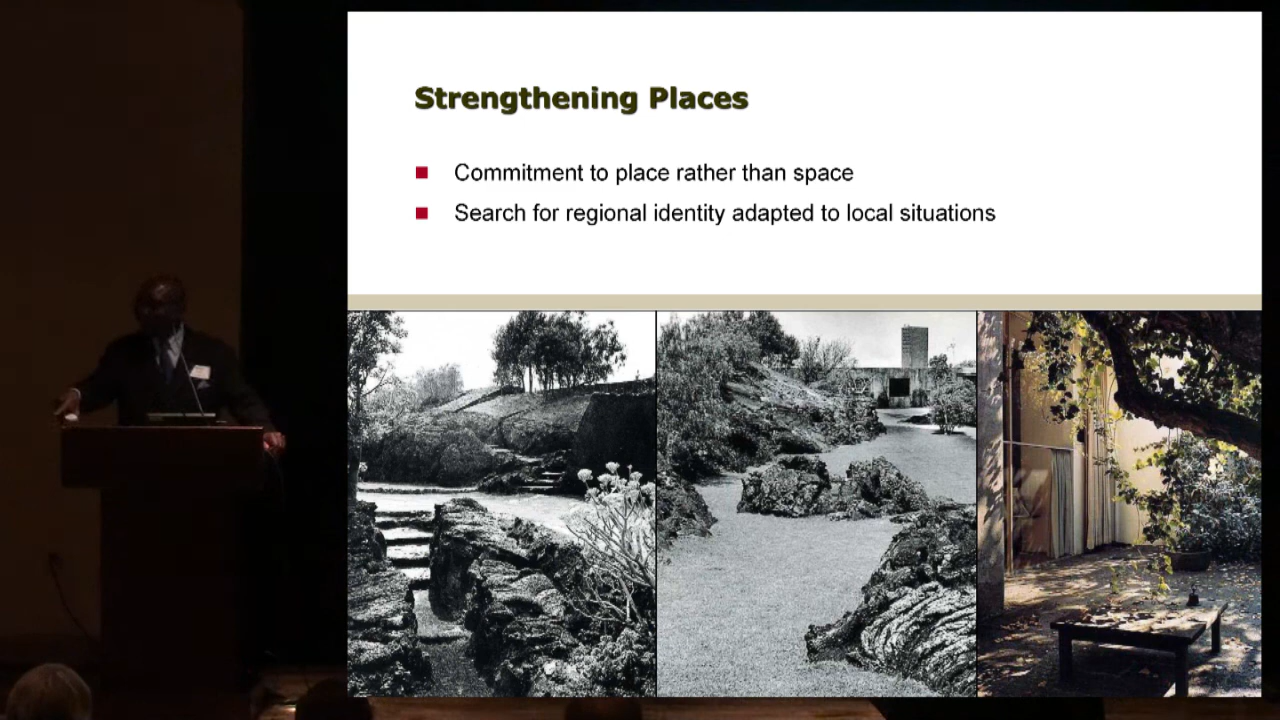 Strengthening Places
Commitment to place rather than space
Search for regional identity adapted to local situations